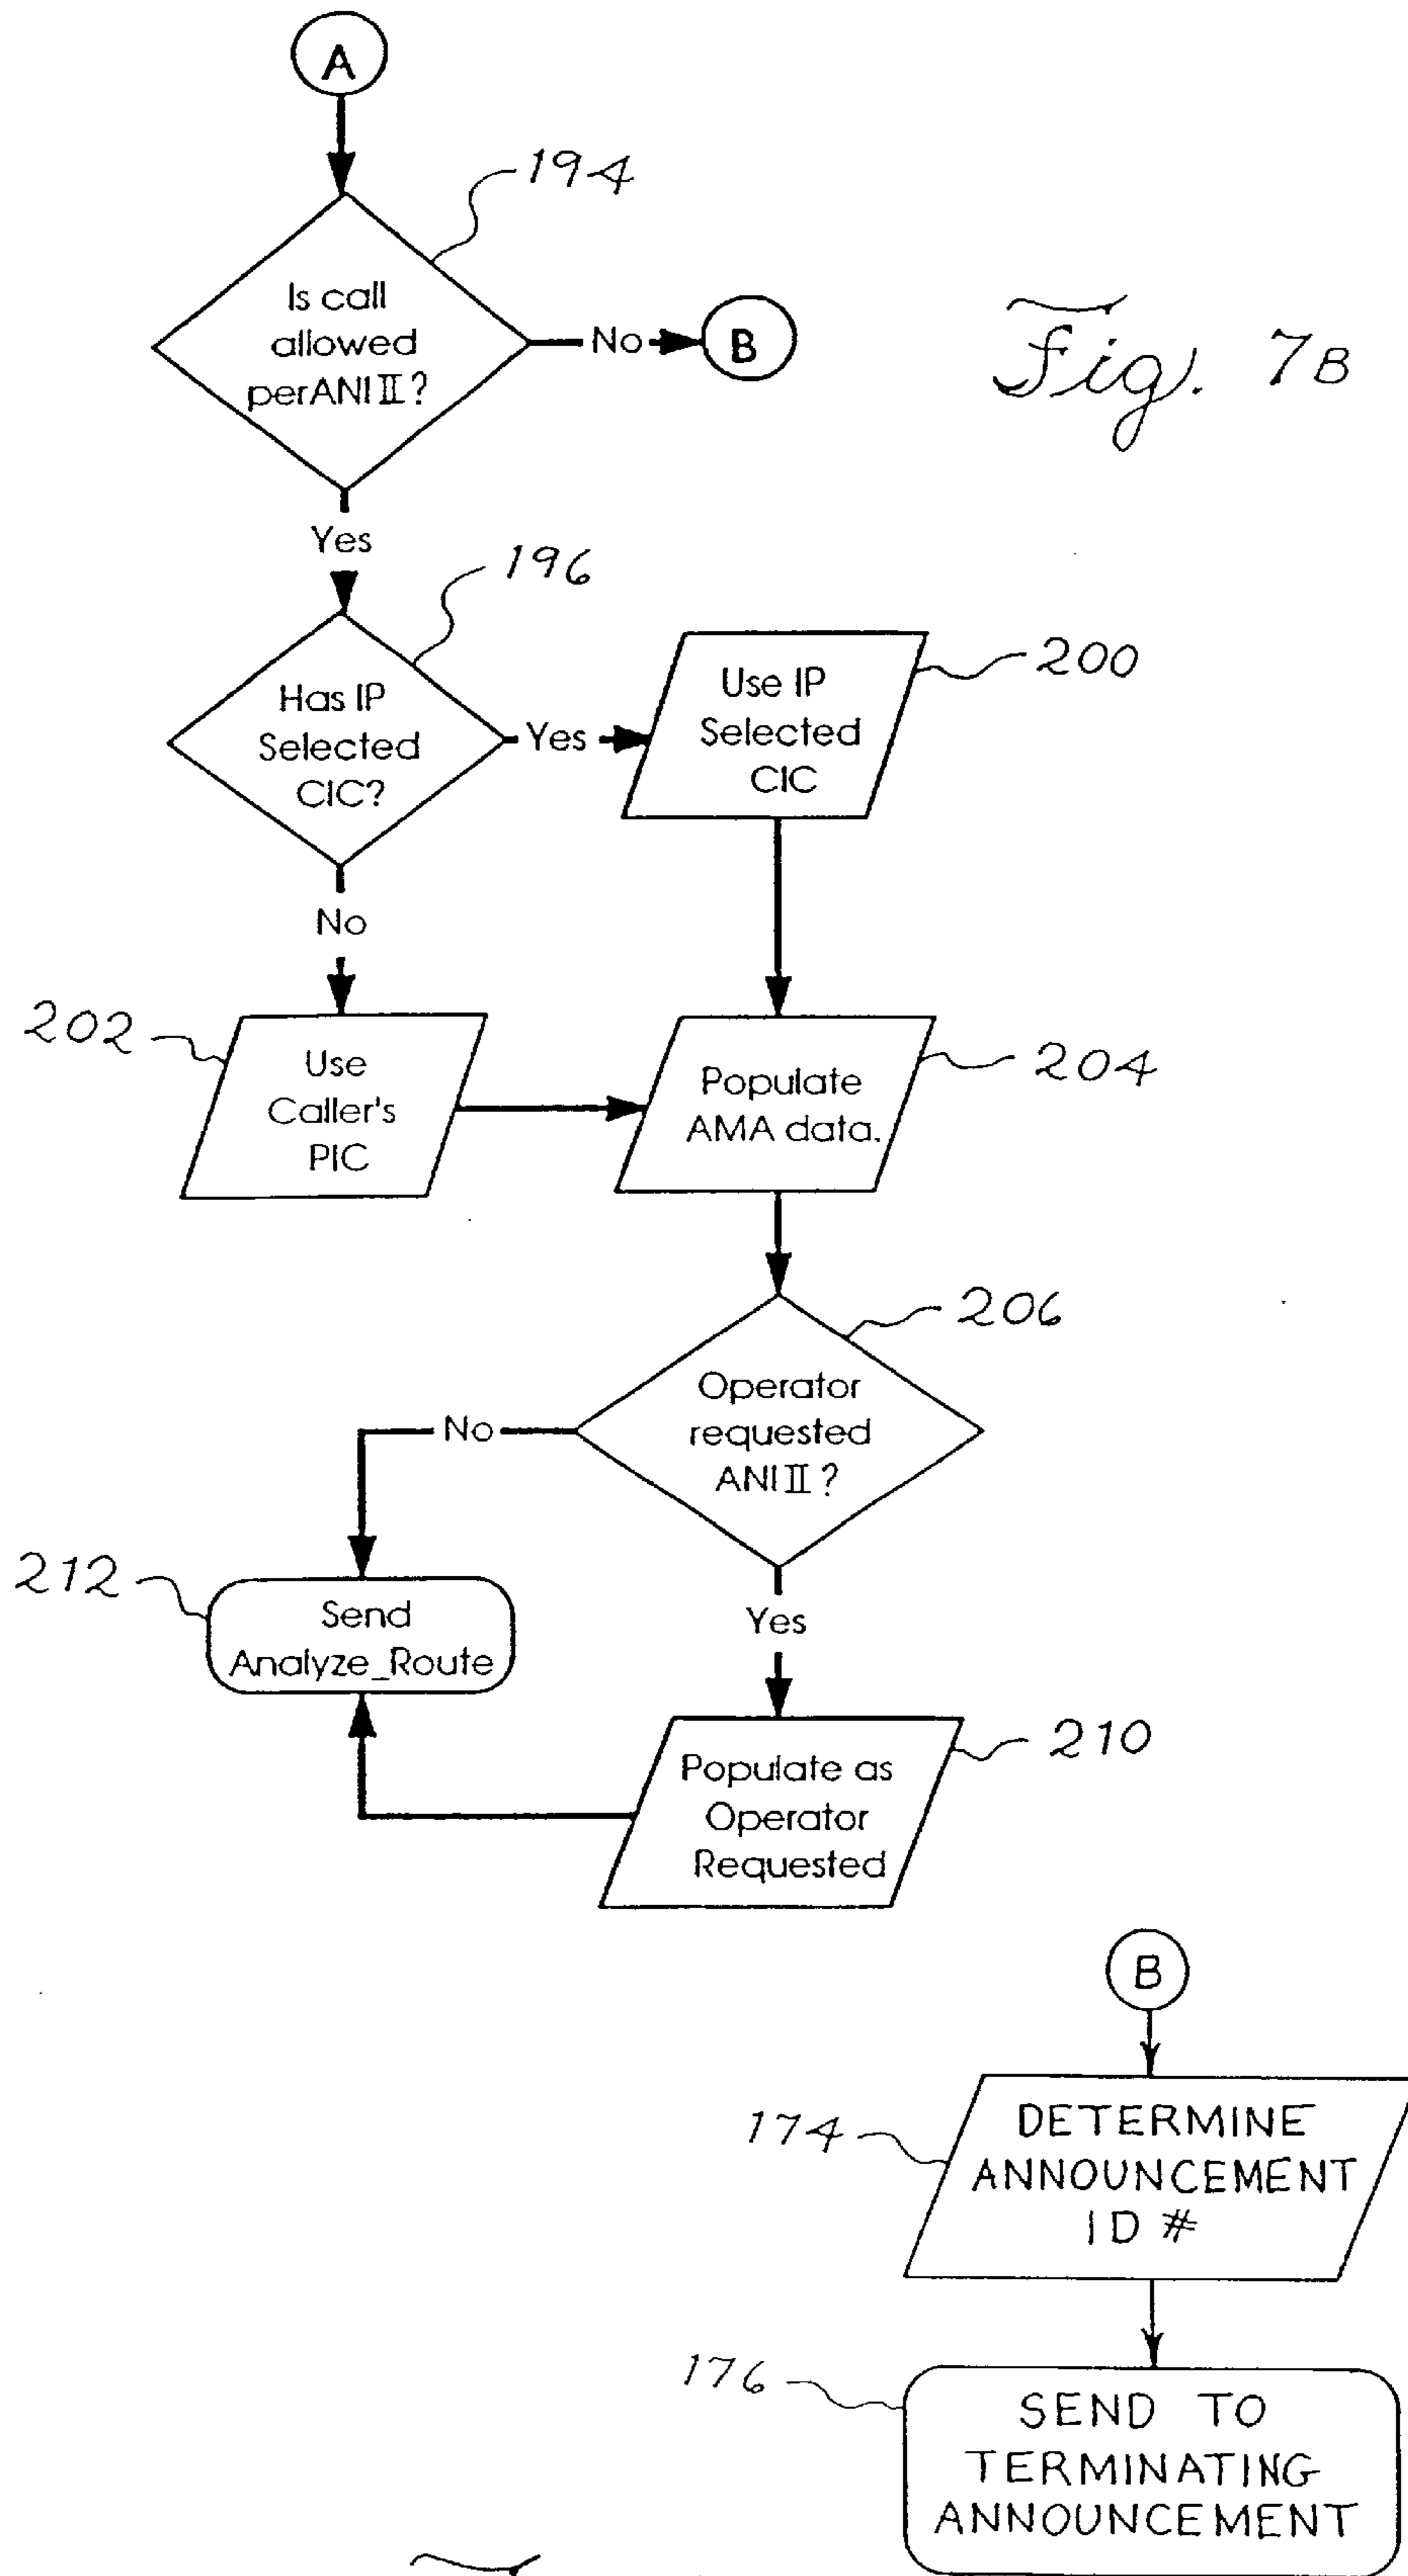 A
194
Is call
allowed
perANI II?
No
B
Fig. 7B
Yes
196
Has IP
Selected
CIC?
Yes
Use IP
Selected
CIC
200
No
202
Use
Caller's
PIC
Populate
AMA data.
204
206
Operator
requested
ANI II?
No
212
Send
Analyze_Route
Yes
Populate as
Operator
Requested
210
B
174
DETERMINE
ANNOUNCEMENT
ID #
176
SEND TO
TERMINATING
ANNOUNCEMENT